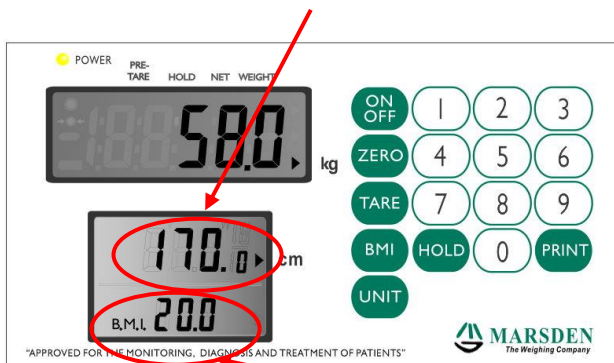 POWER
PRE-
TARE HOLD NET WEIGHT
58.0 kg
170.0 cm
B.M.I. 20.0
ON
OFF 1 2 3
ZERO 4 5 6
TARE 7 8 9
BMI HOLD 0 PRINT
UNIT
MARSDEN
The Weighing Company
"APPROVED FOR THE MONITORING, DIAGNOSIS AND TREATMENT OF PATIENTS"